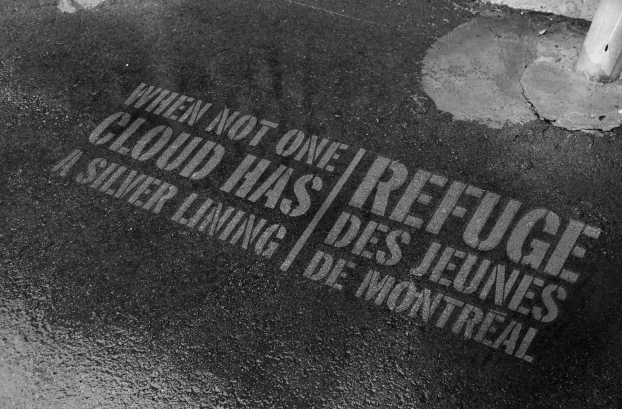 WHEN NOT ONE
CLOUD HAS
A SILVER LINING
REFUGE
DES JEUNES
DE MONTRÉAL